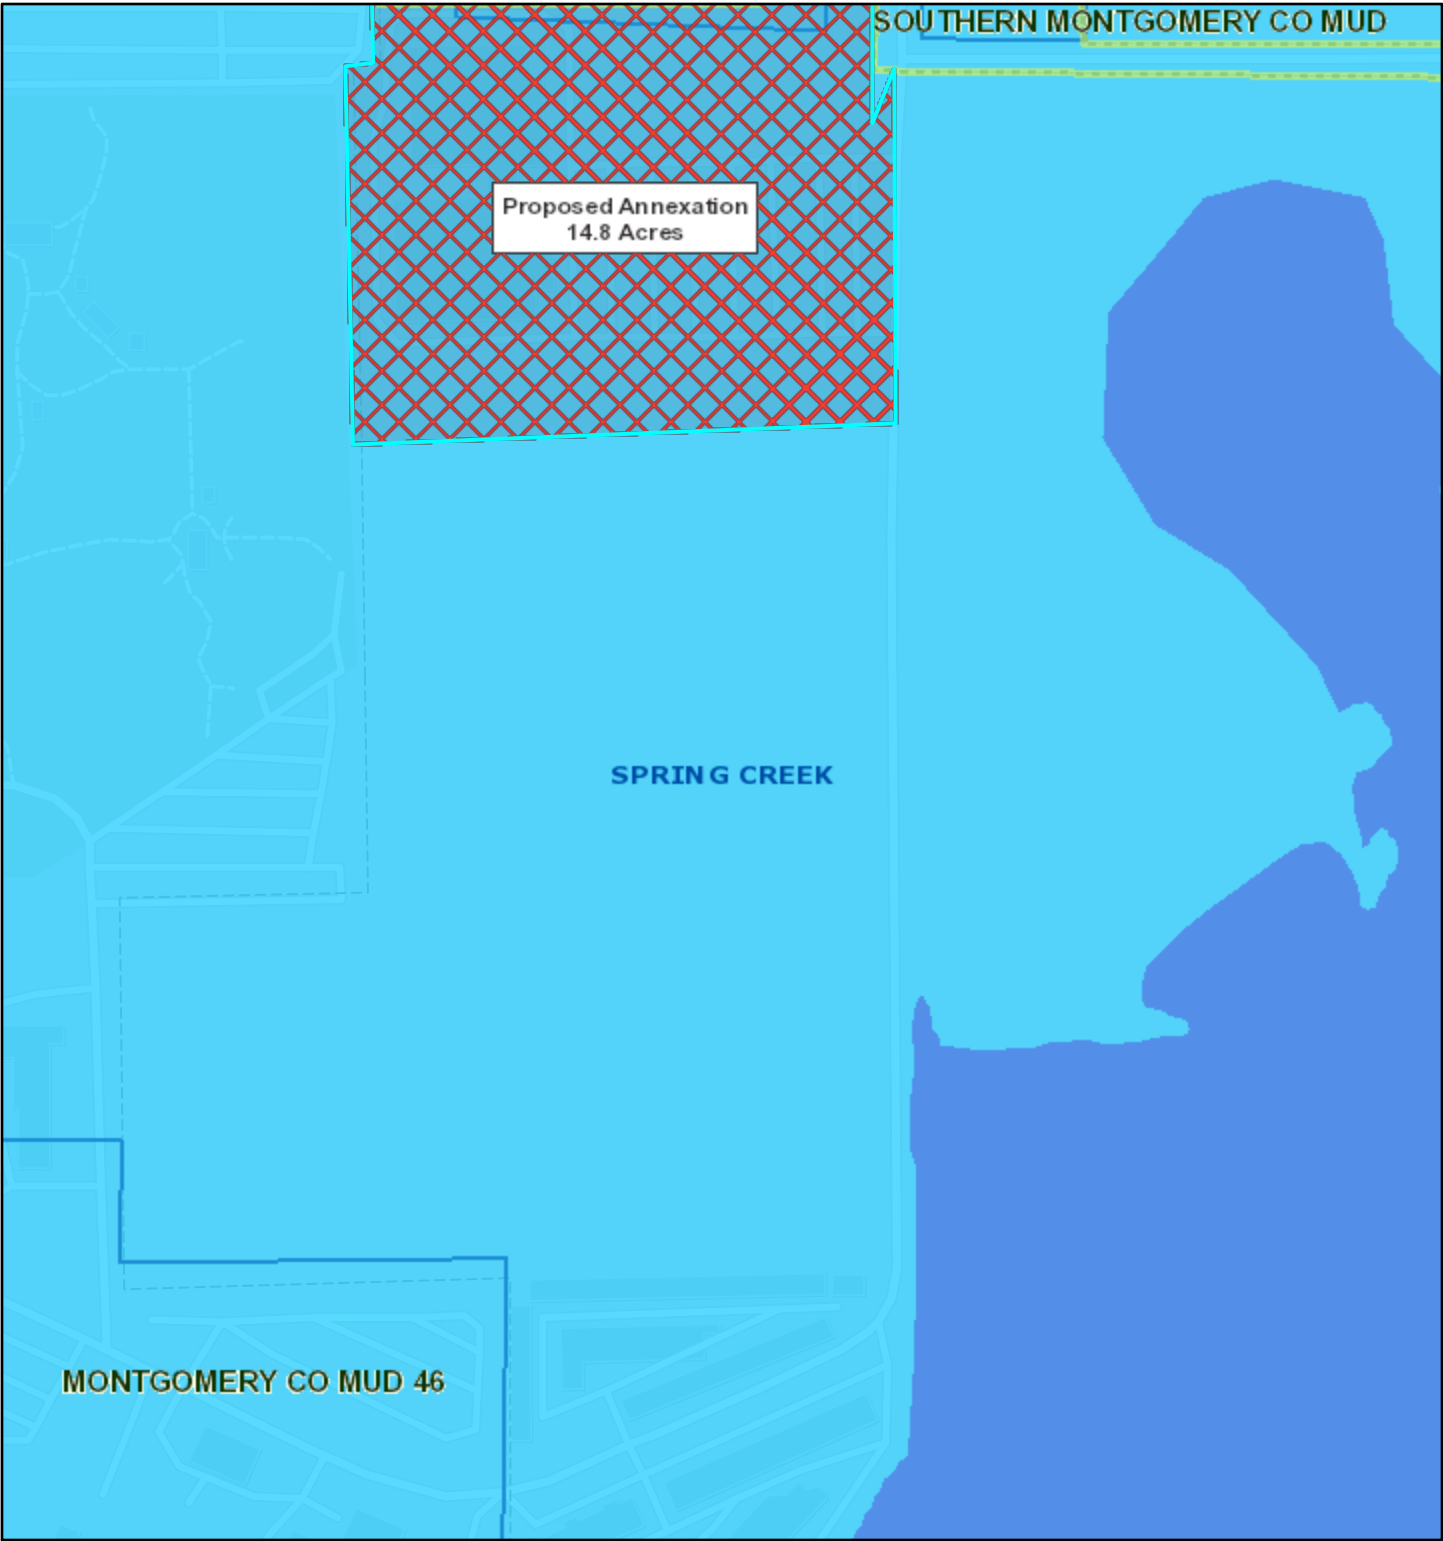 SOUTHERN MONTGOMERY CO MUD
Proposed Annexation
14.8 Acres
SPRING CREEK
MONTGOMERY CO MUD 46